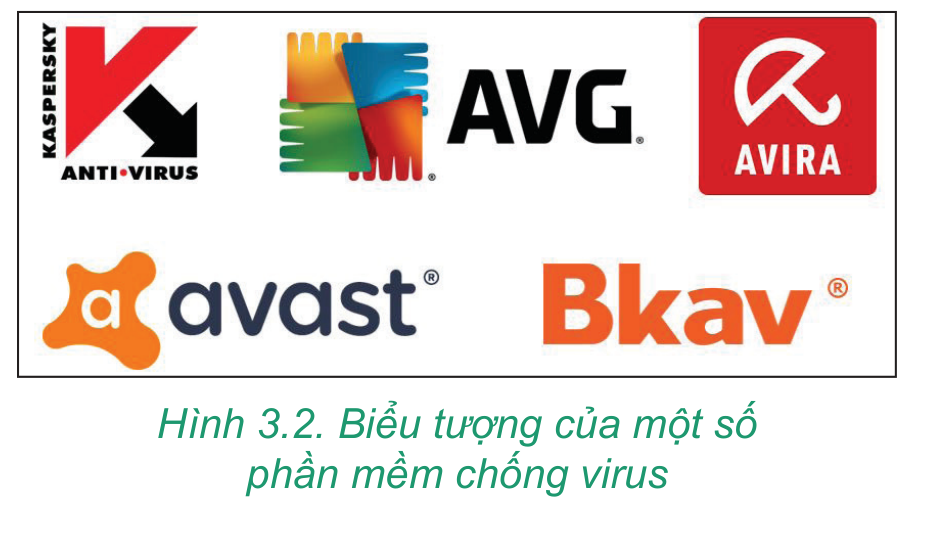 KASPERSKY
ANTI•VIRUS
AVG®
AVIRA
a avast®
Bkav®
Hình 3.2. Biểu tượng của một số
phần mềm chống virus